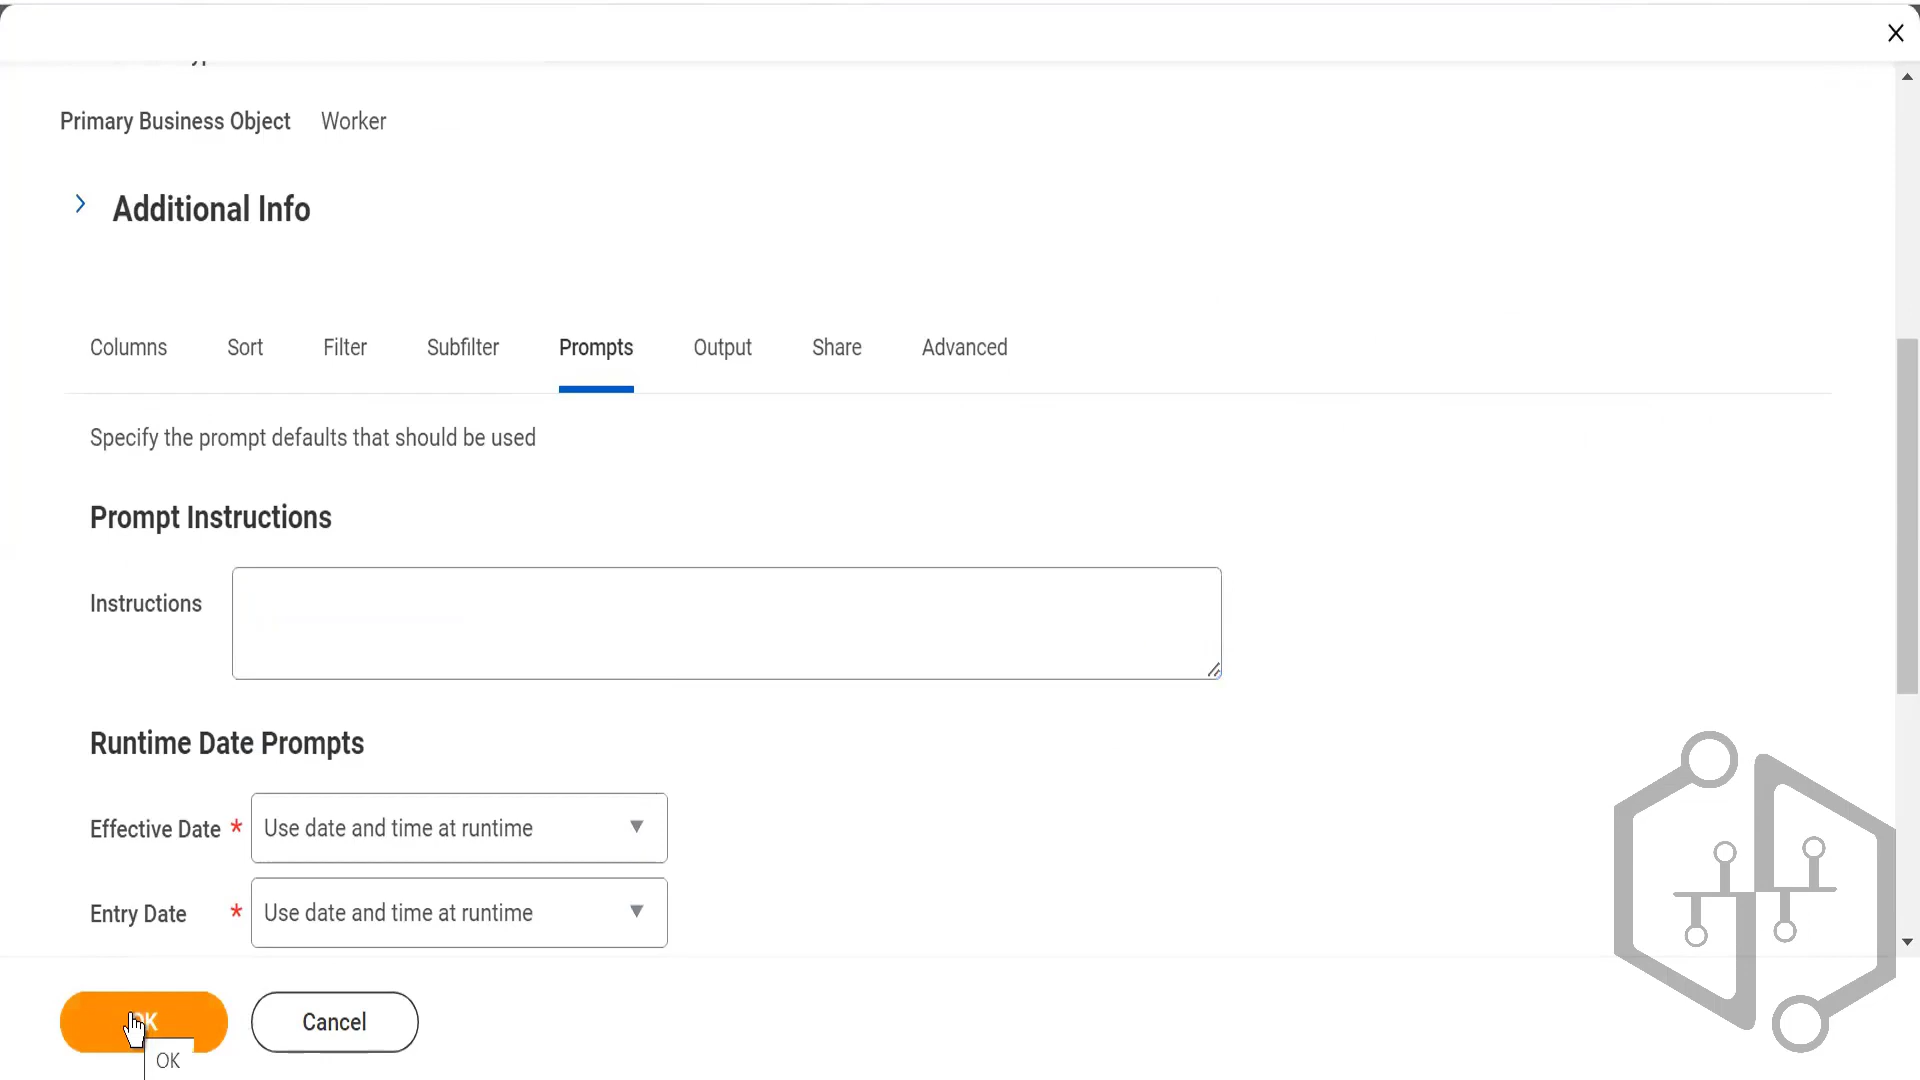 Primary Business Object Worker
Additional Info
Columns Sort Filter Subfilter Prompts Output Share Advanced
Specify the prompt defaults that should be used
Prompt Instructions
Instructions
Runtime Date Prompts
Effective Date * Use date and time at runtime
Entry Date * Use date and time at runtime
OK Cancel
OK